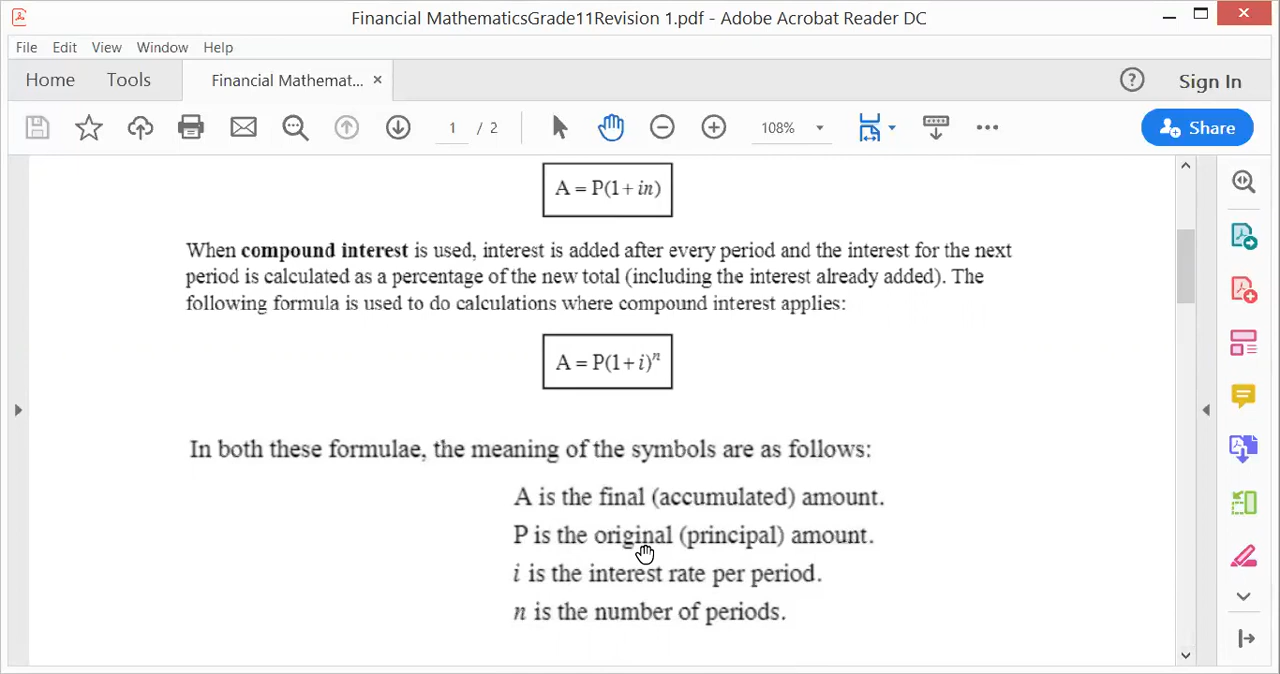 Financial MathematicsGrade11Revision 1.pdf - Adobe Acrobat Reader DC
File Edit View Window Help
Home Tools Financial Mathemat... × ? Sign In
1 / 2 108% Share
A = P(1 + in)
When compound interest is used, interest is added after every period and the interest for the next
period is calculated as a percentage of the new total (including the interest already added). The
following formula is used to do calculations where compound interest applies:
A = P(1 + i)ⁿ
In both these formulae, the meaning of the symbols are as follows:
A is the final (accumulated) amount.
P is the original (principal) amount.
i is the interest rate per period.
n is the number of periods.